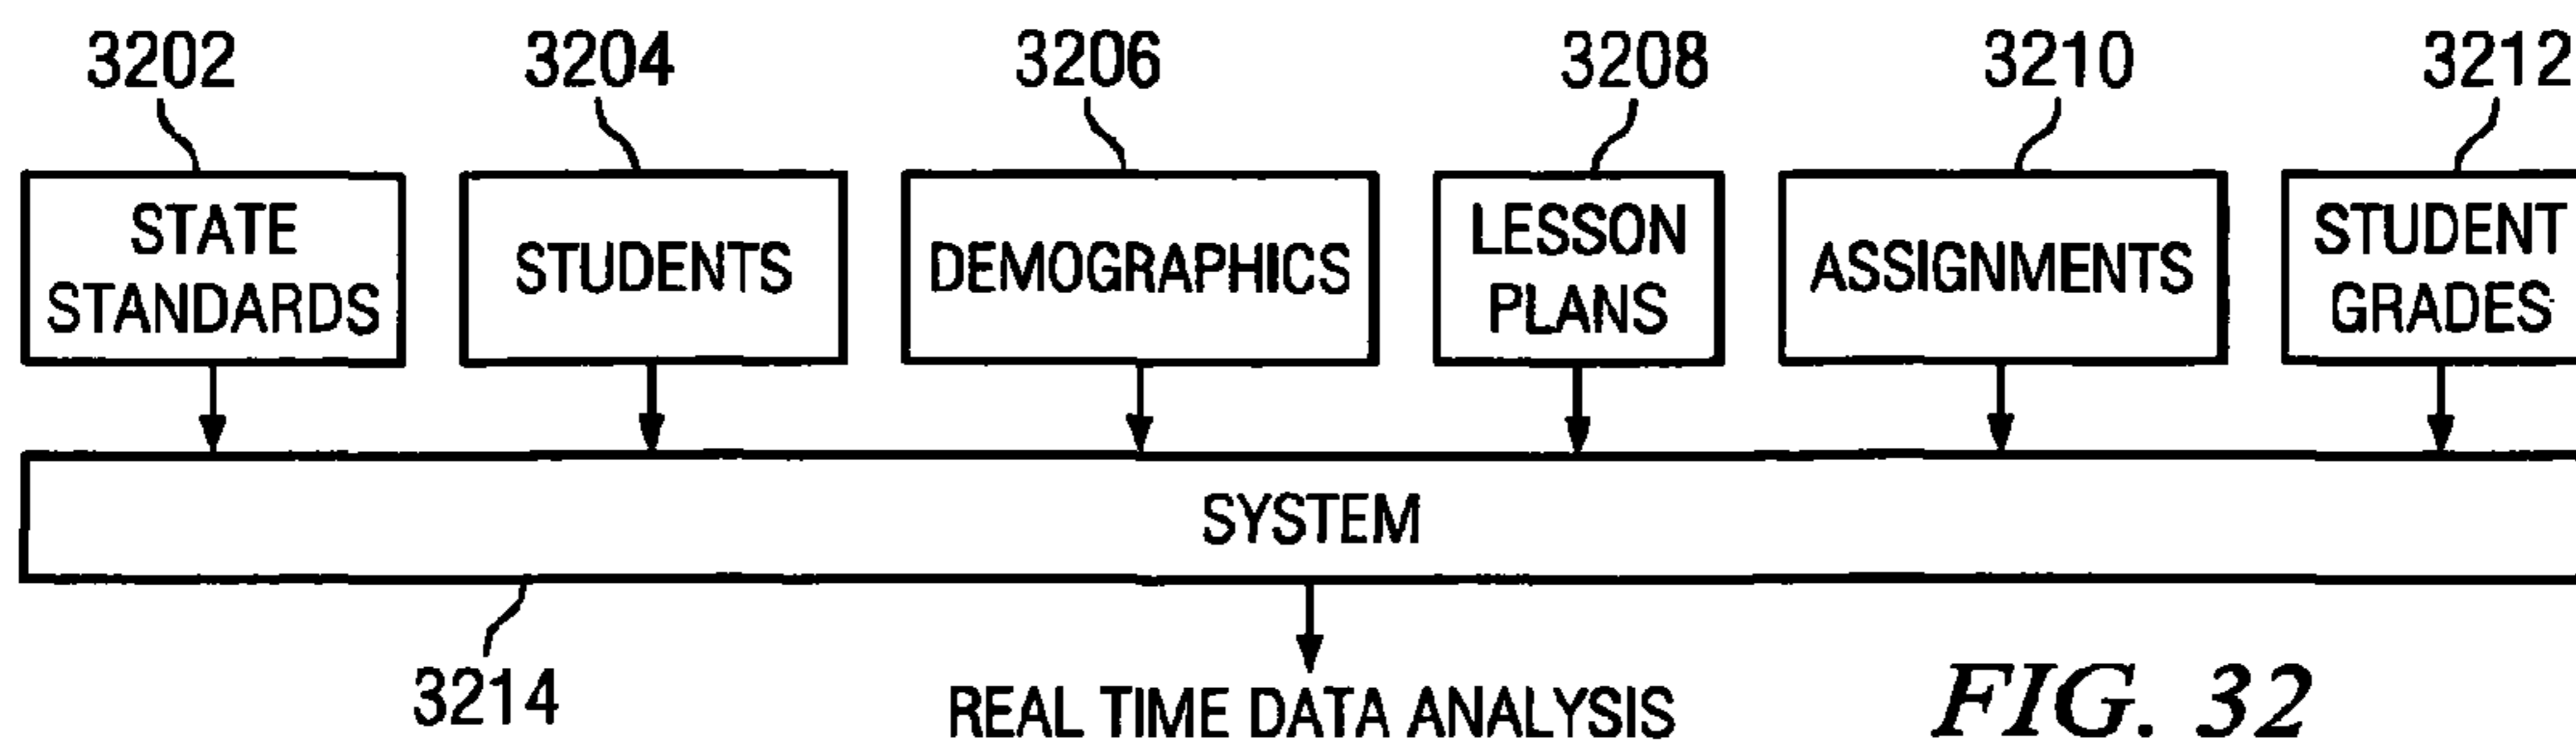 3202 3204 3206 3208 3210 3212
STATE
STANDARDS
STUDENTS
DEMOGRAPHICS
LESSON
PLANS
ASSIGNMENTS
STUDENT
GRADES
SYSTEM
3214
REAL TIME DATA ANALYSIS
FIG. 32